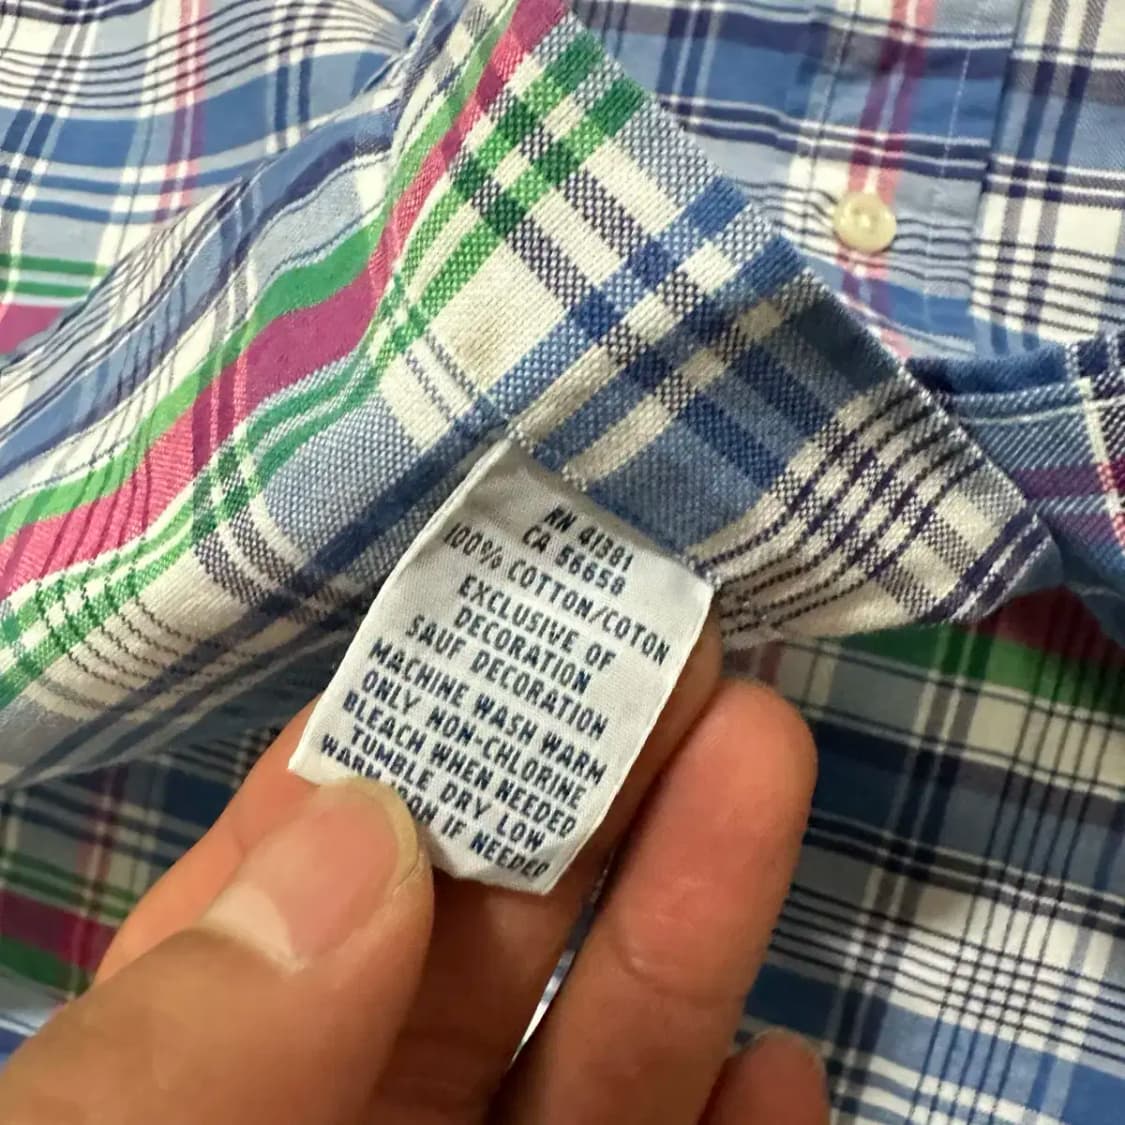 RN 41381
CA 56658
100% COTTON/COTON
EXCLUSIVE OF
DECORATION
SAUF DECORATION
MACHINE WASH WARM
ONLY NON-CHLORINE
BLEACH WHEN NEEDED
TUMBLE DRY LOW
WARM IF NEEDED